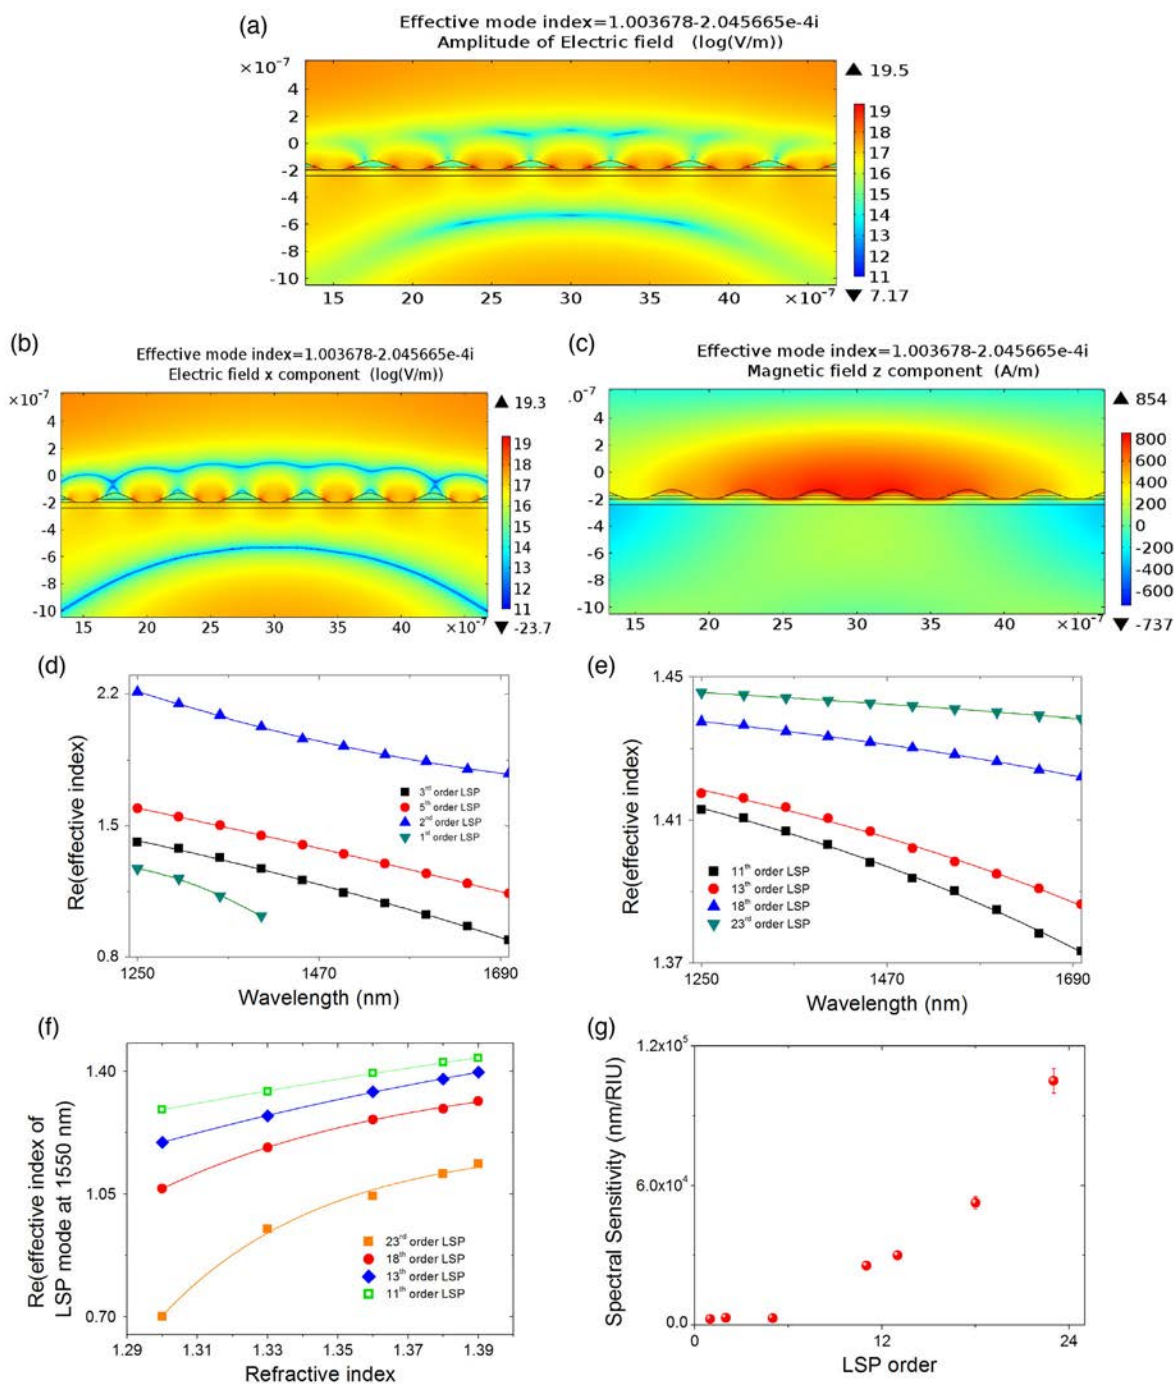 (a)
Effective mode index=1.003678-2.045665e-4i
Amplitude of Electric field (log(V/m))
×10⁻⁷
4
2
0
-2
-4
-6
-8
-10
15 20 25 30 35 40 ×10⁻⁷
19.5
19
18
17
16
15
14
13
12
11
7.17
(b)
Effective mode index=1.003678-2.045665e-4i
Electric field x component (log(V/m))
×10⁻⁷
4
2
0
-2
-4
-6
-8
-10
15 20 25 30 35 40 ×10⁻⁷
19.3
19
18
17
16
15
14
13
12
11
-23.7
(c)
Effective mode index=1.003678-2.045665e-4i
Magnetic field z component (A/m)
.0⁻⁷
4
2
0
-2
-4
-6
-8
-10
15 20 25 30 35 40 ×10⁻⁷
854
800
600
400
200
0
-200
-400
-600
-737
(d)
Re(effective index)
2.2
1.5
0.8
3rd order LSP
5th order LSP
2nd order LSP
1st order LSP
1250 1470 1690
Wavelength (nm)
(e)
Re(effective index)
1.45
1.41
1.37
11th order LSP
13th order LSP
18th order LSP
23rd order LSP
1250 1470 1690
Wavelength (nm)
(f)
Re(effective index of
LSP mode at 1550 nm)
1.40
1.05
0.70
23rd order LSP
18th order LSP
13th order LSP
11th order LSP
1.29 1.31 1.33 1.35 1.37 1.39
Refractive index
(g)
Spectral Sensitivity (nm/RIU)
1.2x10⁵
6.0x10⁴
0.0
0 12 24
LSP order